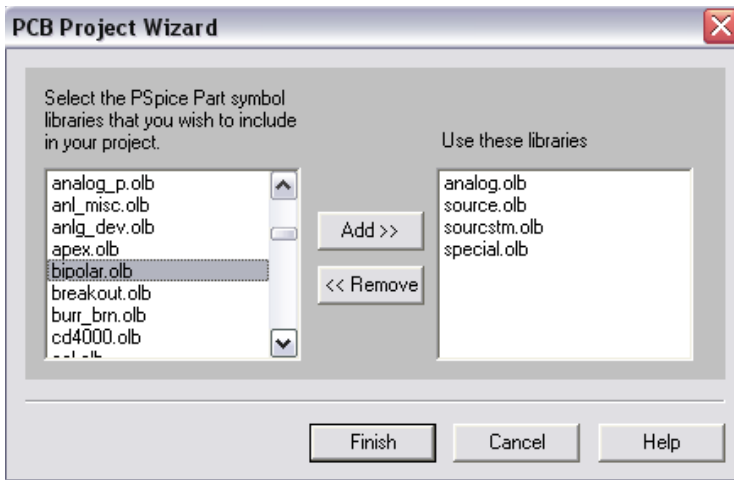 PCB Project Wizard
Select the PSpice Part symbol
libraries that you wish to include
in your project.
analog_p.olb
anl_misc.olb
anlg_dev.olb
apex.olb
bipolar.olb
breakout.olb
burr_brn.olb
cd4000.olb
Add >>
<< Remove
Use these libraries
analog.olb
source.olb
sourcstm.olb
special.olb
Finish
Cancel
Help